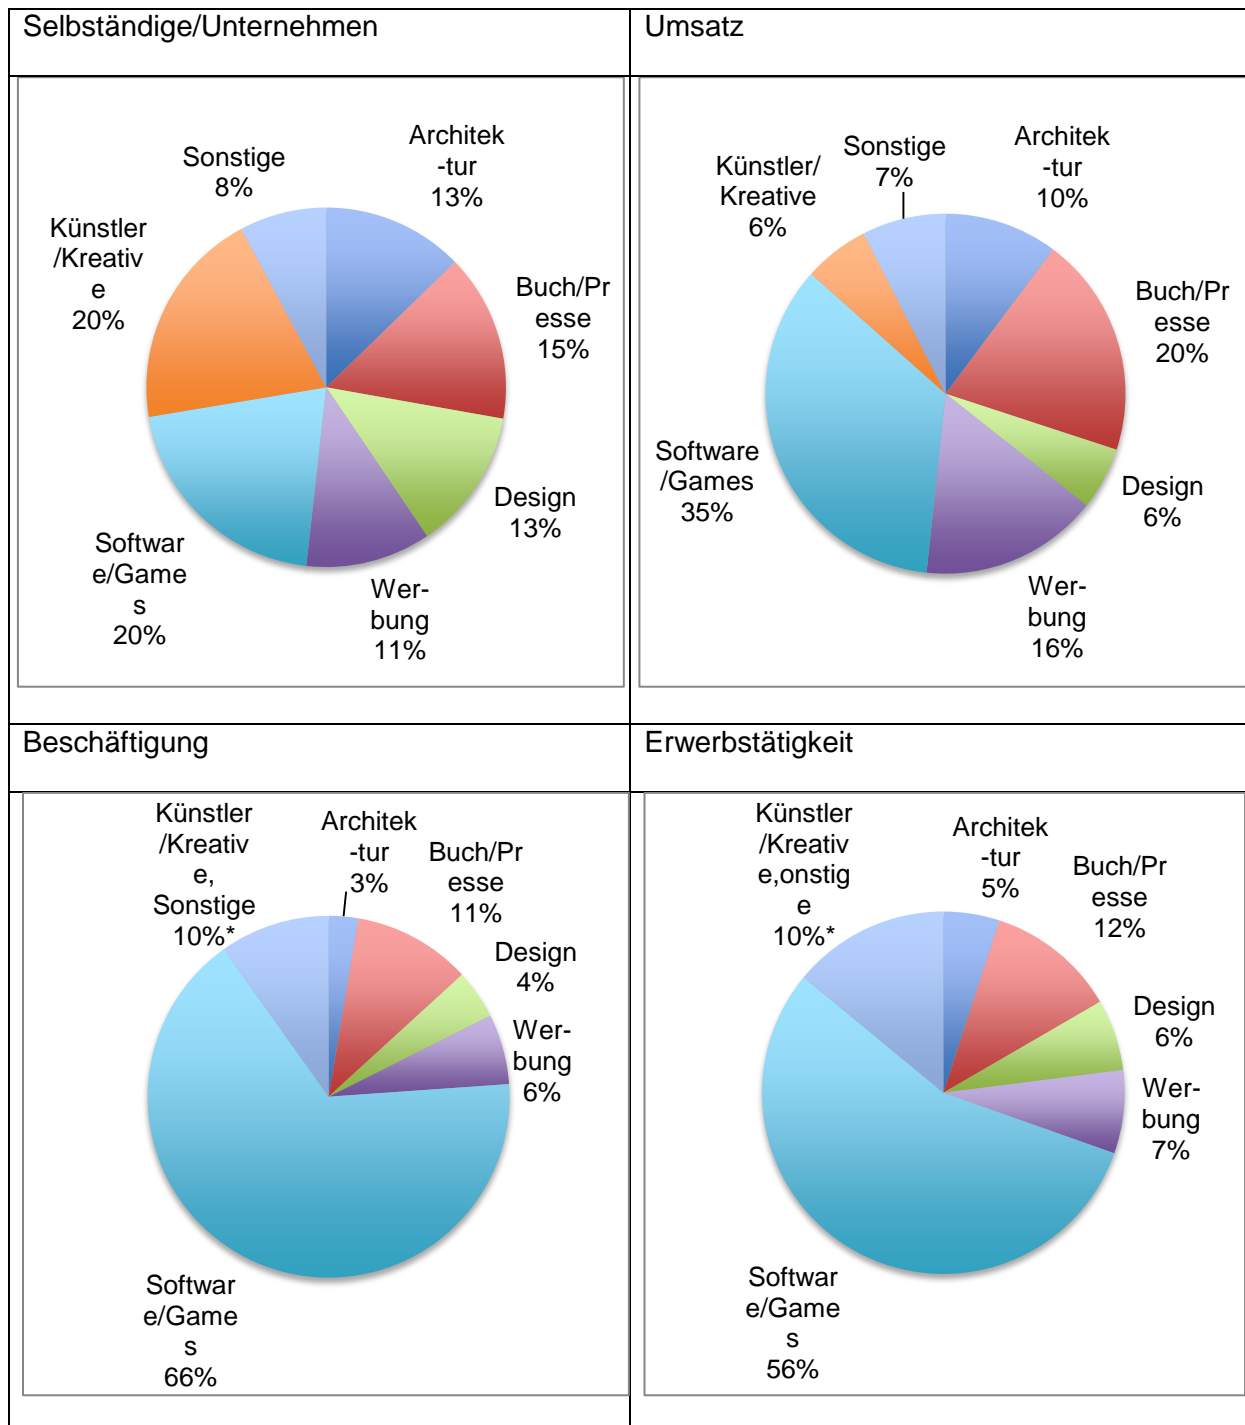 Selbständige/Unternehmen
Umsatz
Sonstige
8%
Architek
-tur
13%
Künstler
/Kreativ
e
20%
Buch/Pr
esse
15%
Design
13%
Softwar
e/Game
s
20%
Wer-
bung
11%
Künstler/
Kreative
6%
Sonstige
7%
Architek
-tur
10%
Buch/Pr
esse
20%
Software
/Games
35%
Design
6%
Wer-
bung
16%
Beschäftigung
Erwerbstätigkeit
Künstler
/Kreativ
e,
Sonstige
10%*
Architek
-tur
3%
Buch/Pr
esse
11%
Design
4%
Wer-
bung
6%
Softwar
e/Game
s
66%
Künstler
/Kreativ
e,onstig
e
10%*
Architek
-tur
5%
Buch/Pr
esse
12%
Design
6%
Wer-
bung
7%
Softwar
e/Game
s
56%